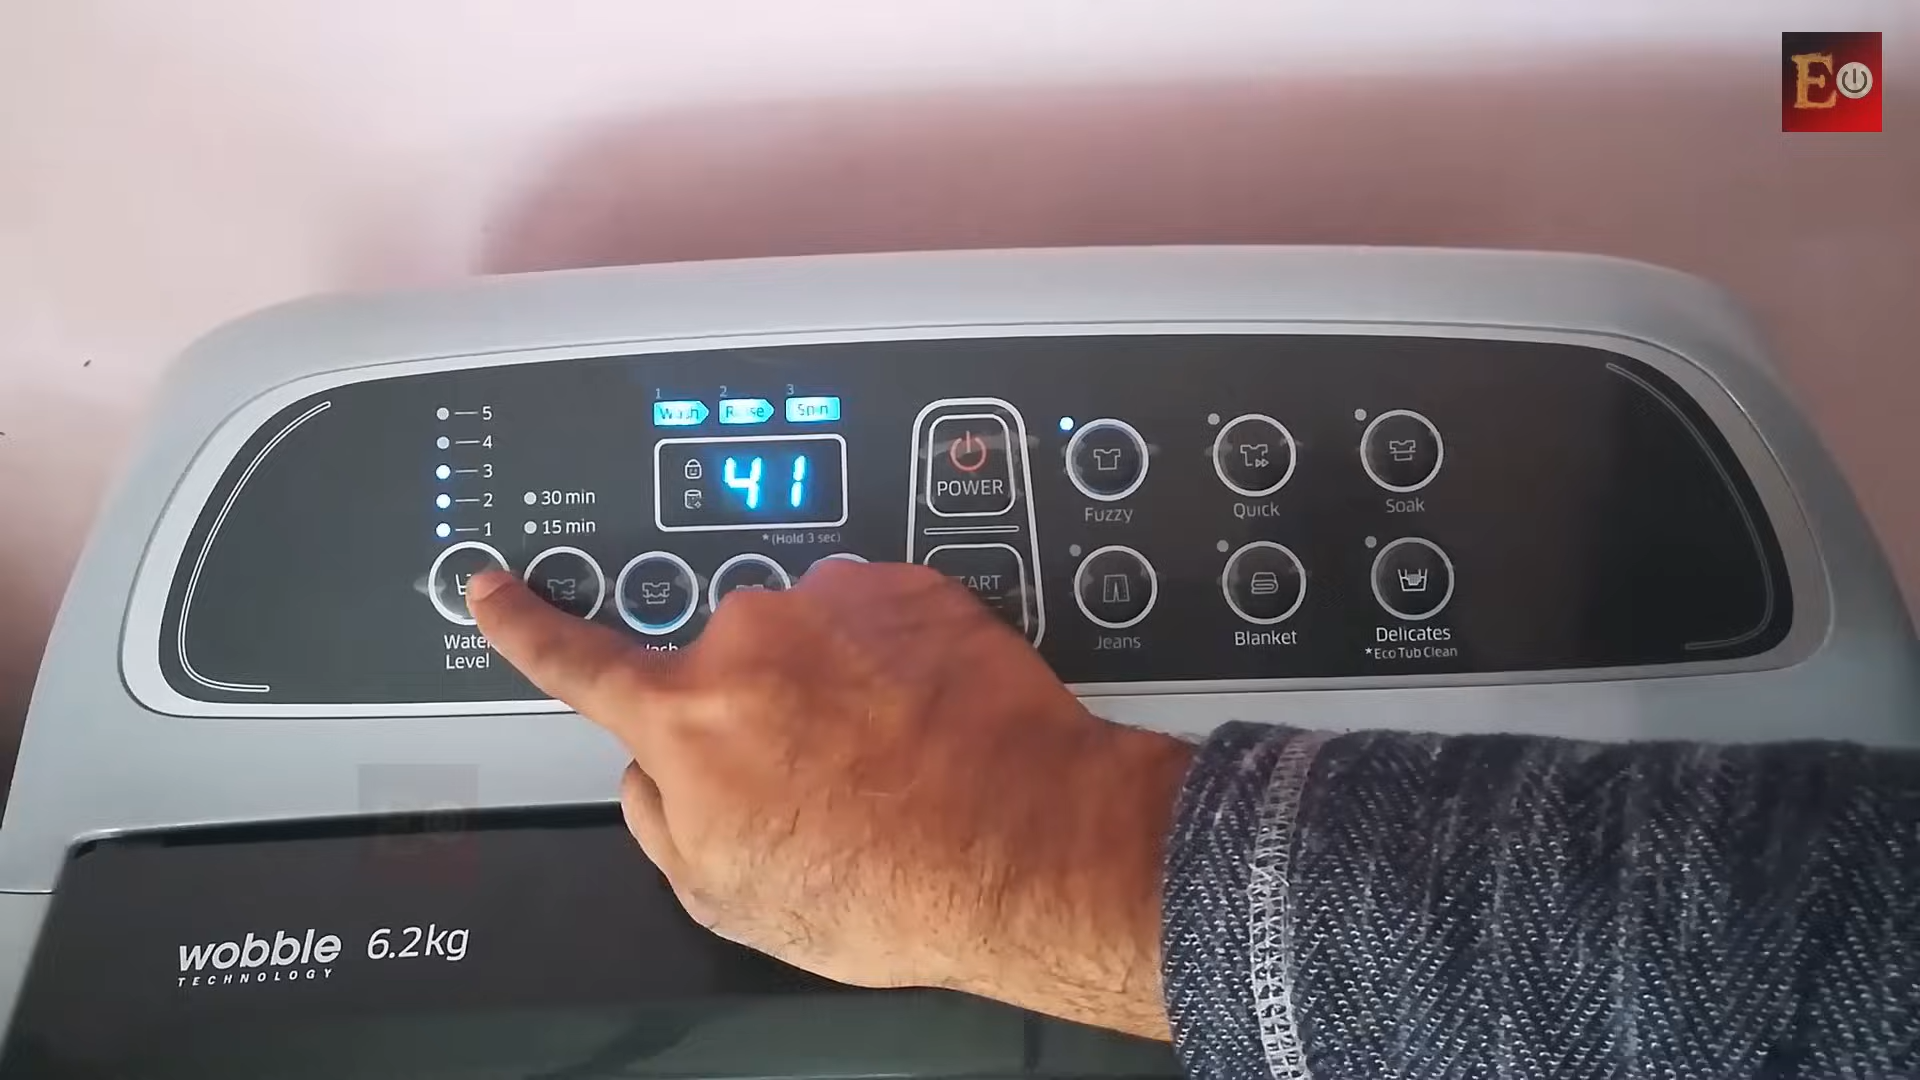 E
5
4
3
2
1
30 min
15 min
Water
Level
1 2 3
Wash Rinse Spin
41
*(Hold 3 sec)
POWER
Fuzzy
Quick
Soak
Jeans
Blanket
Delicates
*Eco Tub Clean
wobble 6.2kg
TECHNOLOGY